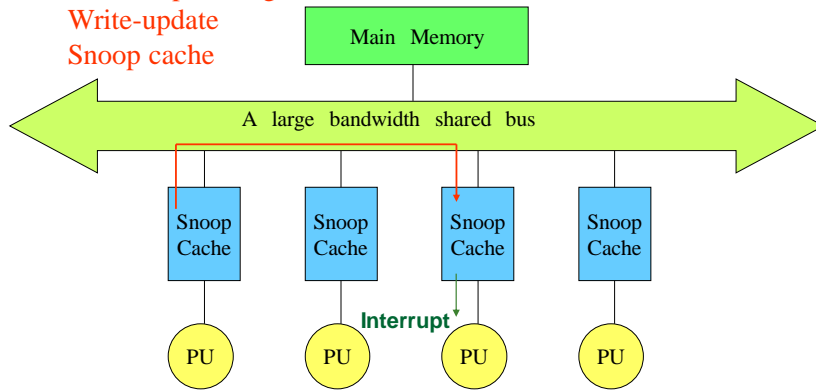 Write-update
Snoop cache
Main Memory
A large bandwidth shared bus
Snoop
Cache
Snoop
Cache
Snoop
Cache
Snoop
Cache
Interrupt
PU
PU
PU
PU